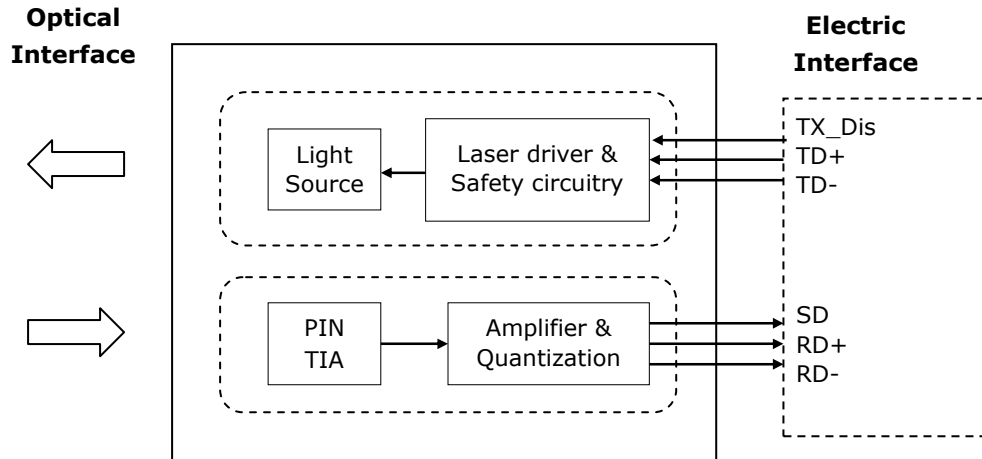 Optical
Interface
Electric
Interface
Light
Source
Laser driver &
Safety circuitry
TX_Dis
TD+
TD-
PIN
TIA
Amplifier &
Quantization
SD
RD+
RD-